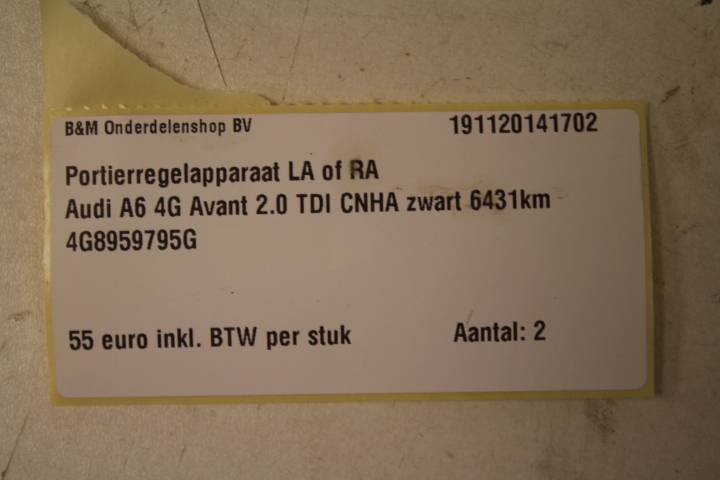 B&M Onderdelenshop BV 191120141702
Portierregelapparaat LA of RA
Audi A6 4G Avant 2.0 TDI CNHA zwart 6431km
4G8959795G
55 euro inkl. BTW per stuk Aantal: 2